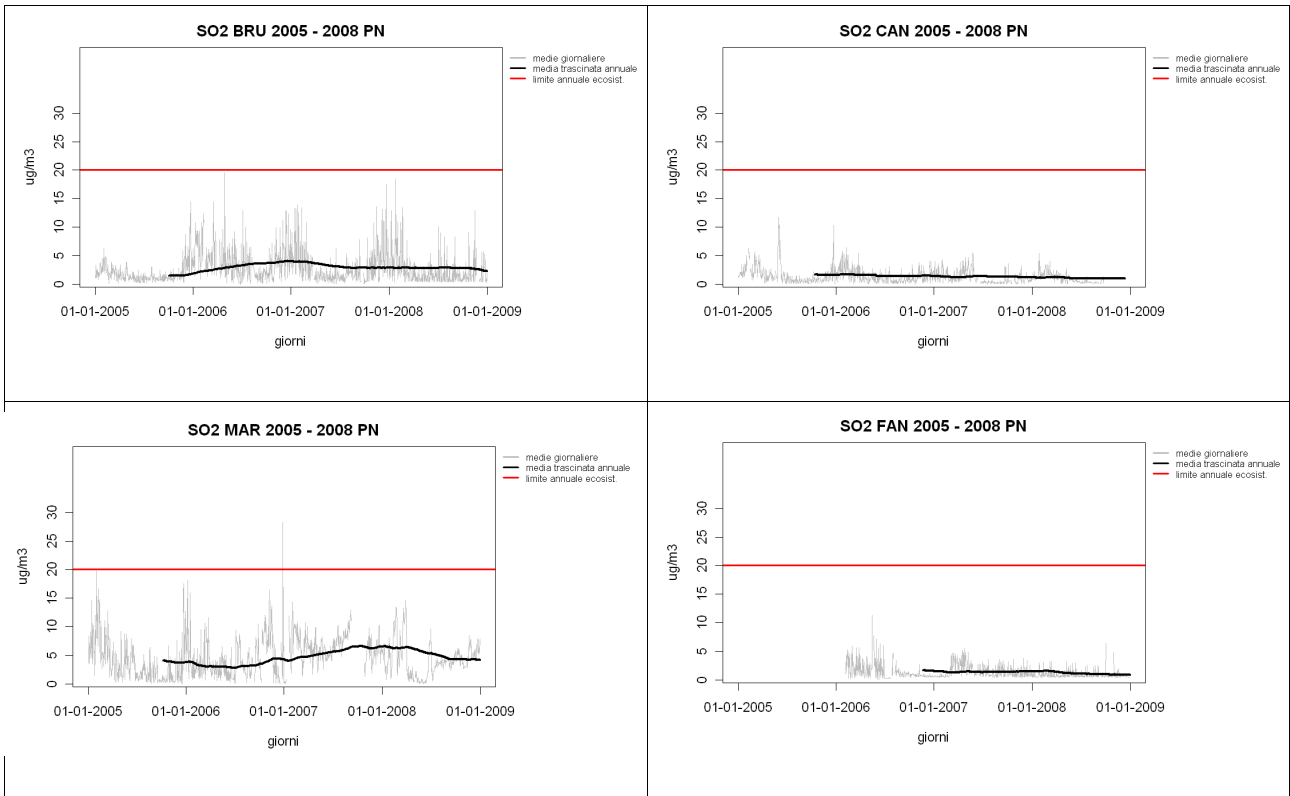 SO2 BRU 2005 - 2008 PN
medie giornaliere
media trascinata annuale
limite annuale ecosist.
ug/m3
30
25
20
15
10
5
0
01-01-2005 01-01-2006 01-01-2007 01-01-2008 01-01-2009
giorni
SO2 CAN 2005 - 2008 PN
medie giornaliere
media trascinata annuale
limite annuale ecosist.
ug/m3
30
25
20
15
10
5
0
01-01-2005 01-01-2006 01-01-2007 01-01-2008 01-01-2009
giorni
SO2 MAR 2005 - 2008 PN
medie giornaliere
media trascinata annuale
limite annuale ecosist.
ug/m3
30
25
20
15
10
5
0
01-01-2005 01-01-2006 01-01-2007 01-01-2008 01-01-2009
giorni
SO2 FAN 2005 - 2008 PN
medie giornaliere
media trascinata annuale
limite annuale ecosist.
ug/m3
30
25
20
15
10
5
0
01-01-2005 01-01-2006 01-01-2007 01-01-2008 01-01-2009
giorni